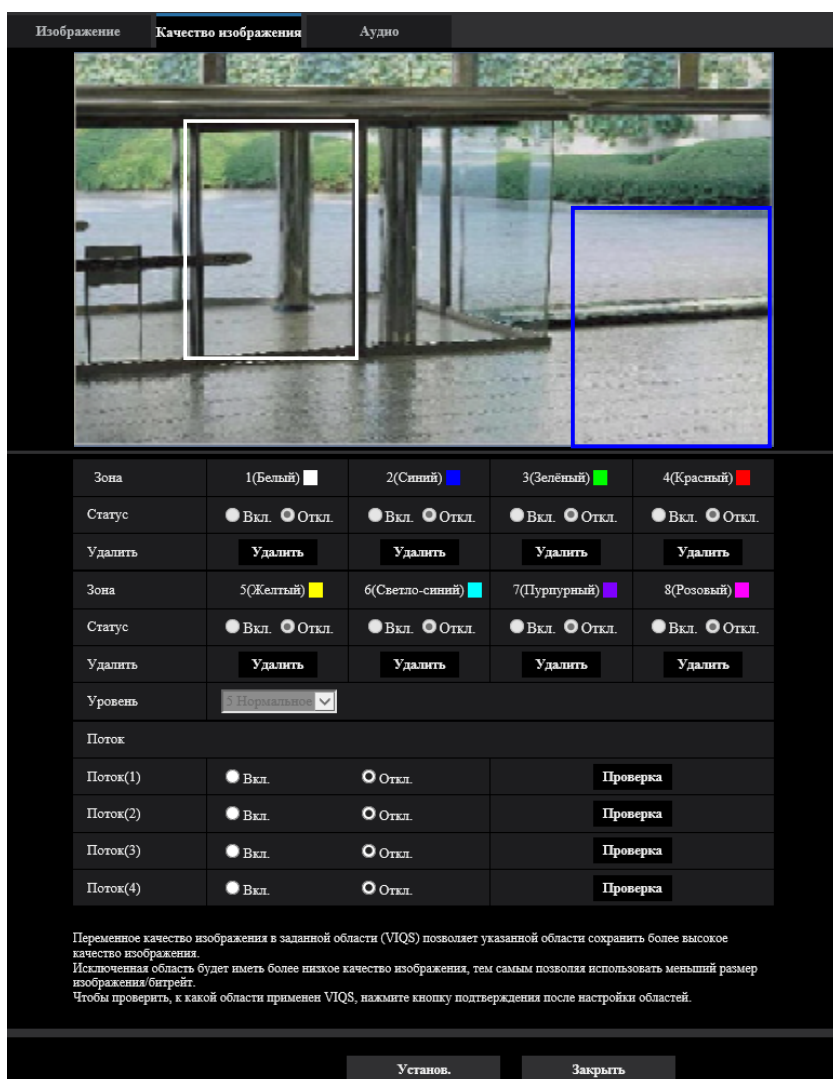 Изображение Качество изображения Аудио
Зона 1(Белый) 2(Синий) 3(Зелёный) 4(Красный)
Статус Вкл. Откл. Вкл. Откл. Вкл. Откл. Вкл. Откл.
Удалить Удалить Удалить Удалить Удалить
Зона 5(Желтый) 6(Светло-синий) 7(Пурпурный) 8(Розовый)
Статус Вкл. Откл. Вкл. Откл. Вкл. Откл. Вкл. Откл.
Удалить Удалить Удалить Удалить Удалить
Уровень 5 Нормальное
Поток
Поток(1) Вкл. Откл. Проверка
Поток(2) Вкл. Откл. Проверка
Поток(3) Вкл. Откл. Проверка
Поток(4) Вкл. Откл. Проверка
Переменное качество изображения в заданной области (VIQS) позволяет указанной области сохранить более высокое
качество изображения.
Исключенная область будет иметь более низкое качество изображения, тем самым позволяя использовать меньший размер
изображения/битрейт.
Чтобы проверить, к какой области применен VIQS, нажмите кнопку подтверждения после настройки областей.
Установ. Закрыть